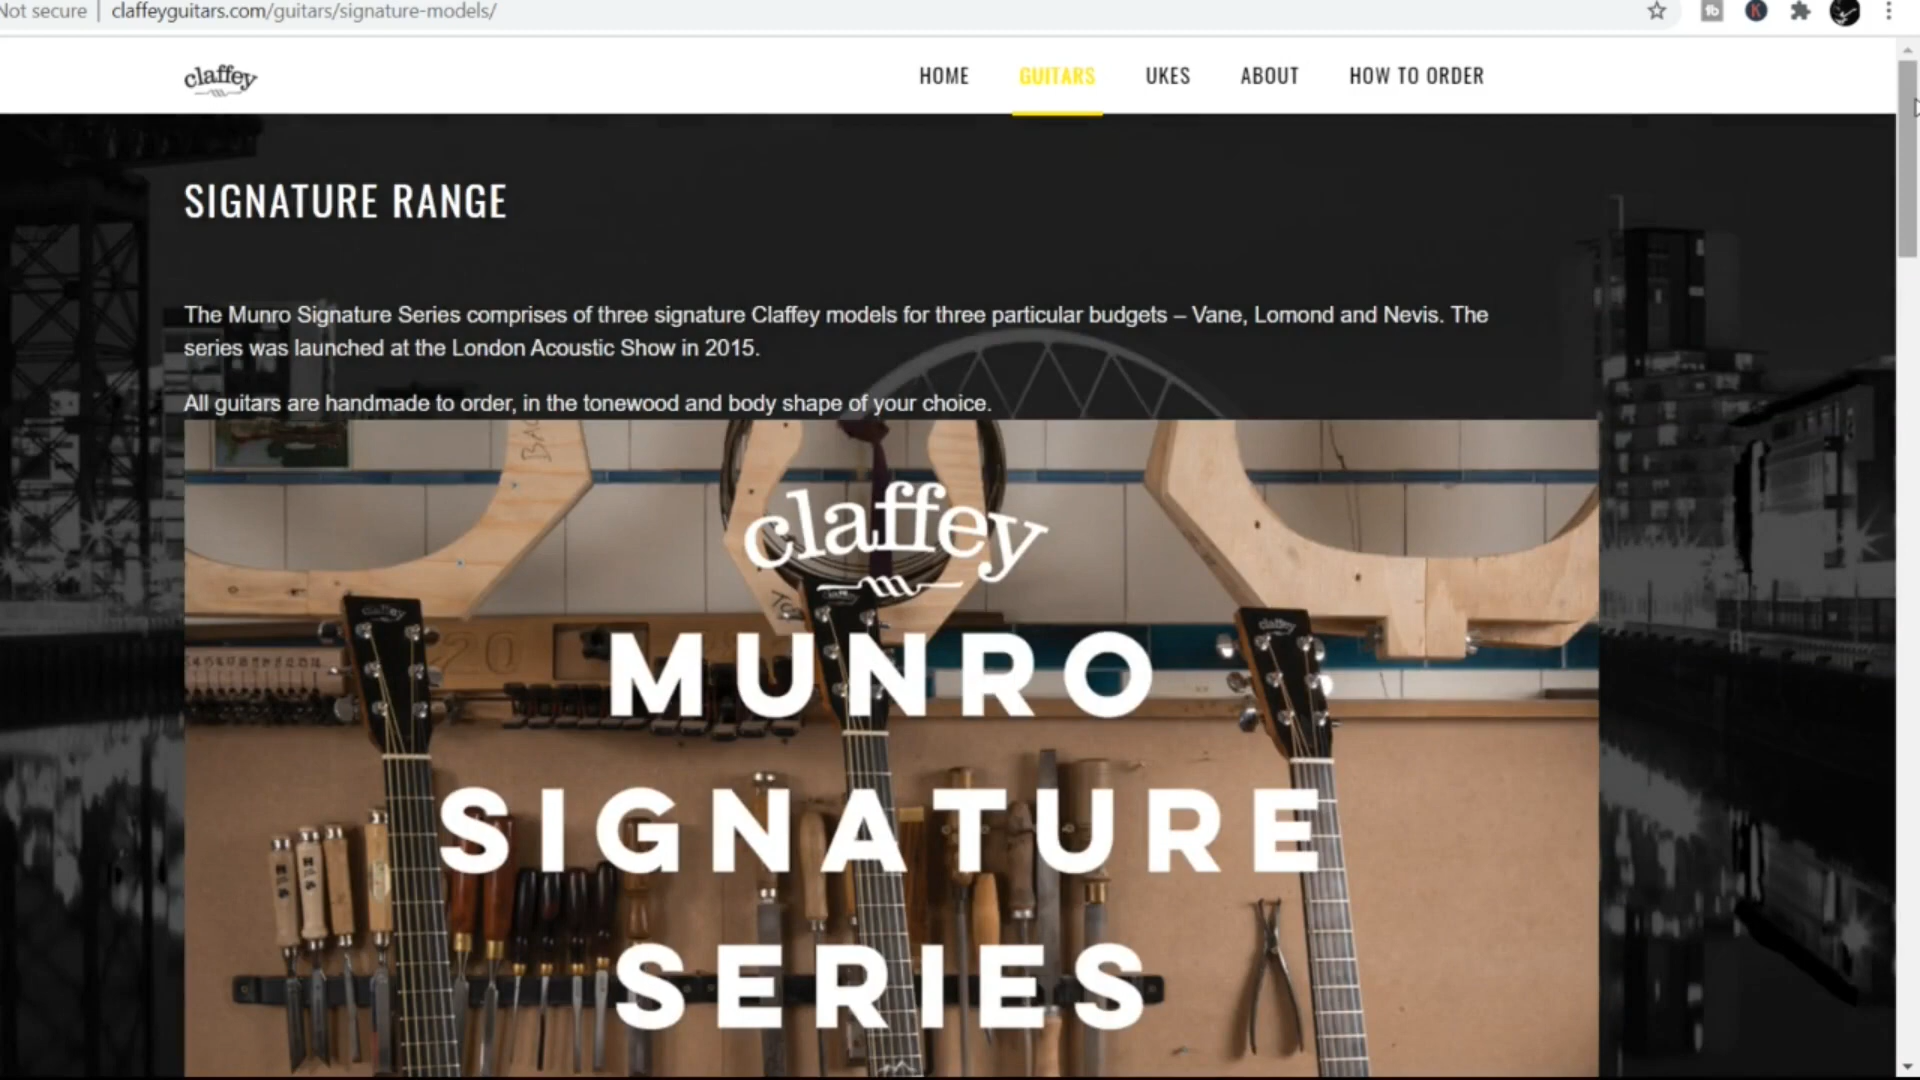 Not secure | claffeyguitars.com/guitars/signature-models/
claffey
HOME GUITARS UKES ABOUT HOW TO ORDER
SIGNATURE RANGE
The Munro Signature Series comprises of three signature Claffey models for three particular budgets – Vane, Lomond and Nevis. The
series was launched at the London Acoustic Show in 2015.
All guitars are handmade to order, in the tonewood and body shape of your choice.
claffey
MUNRO
SIGNATURE
SERIES